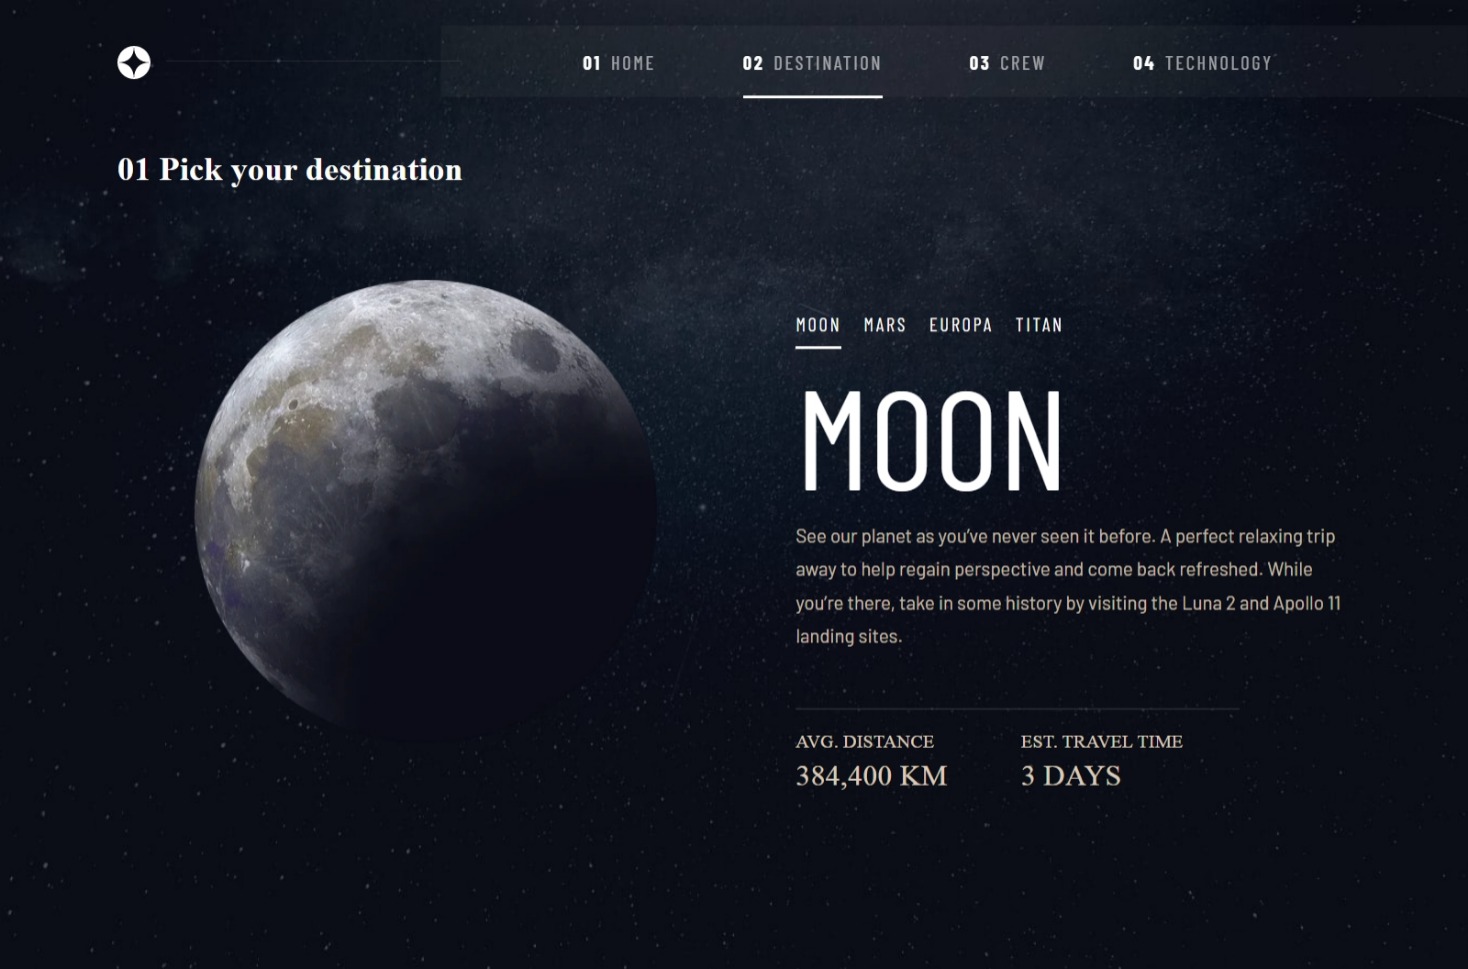 01 HOME 02 DESTINATION 03 CREW 04 TECHNOLOGY
01 Pick your destination
MOON MARS EUROPA TITAN
MOON
See our planet as you’ve never seen it before. A perfect relaxing trip
away to help regain perspective and come back refreshed. While
you’re there, take in some history by visiting the Luna 2 and Apollo 11
landing sites.
AVG. DISTANCE EST. TRAVEL TIME
384,400 KM 3 DAYS